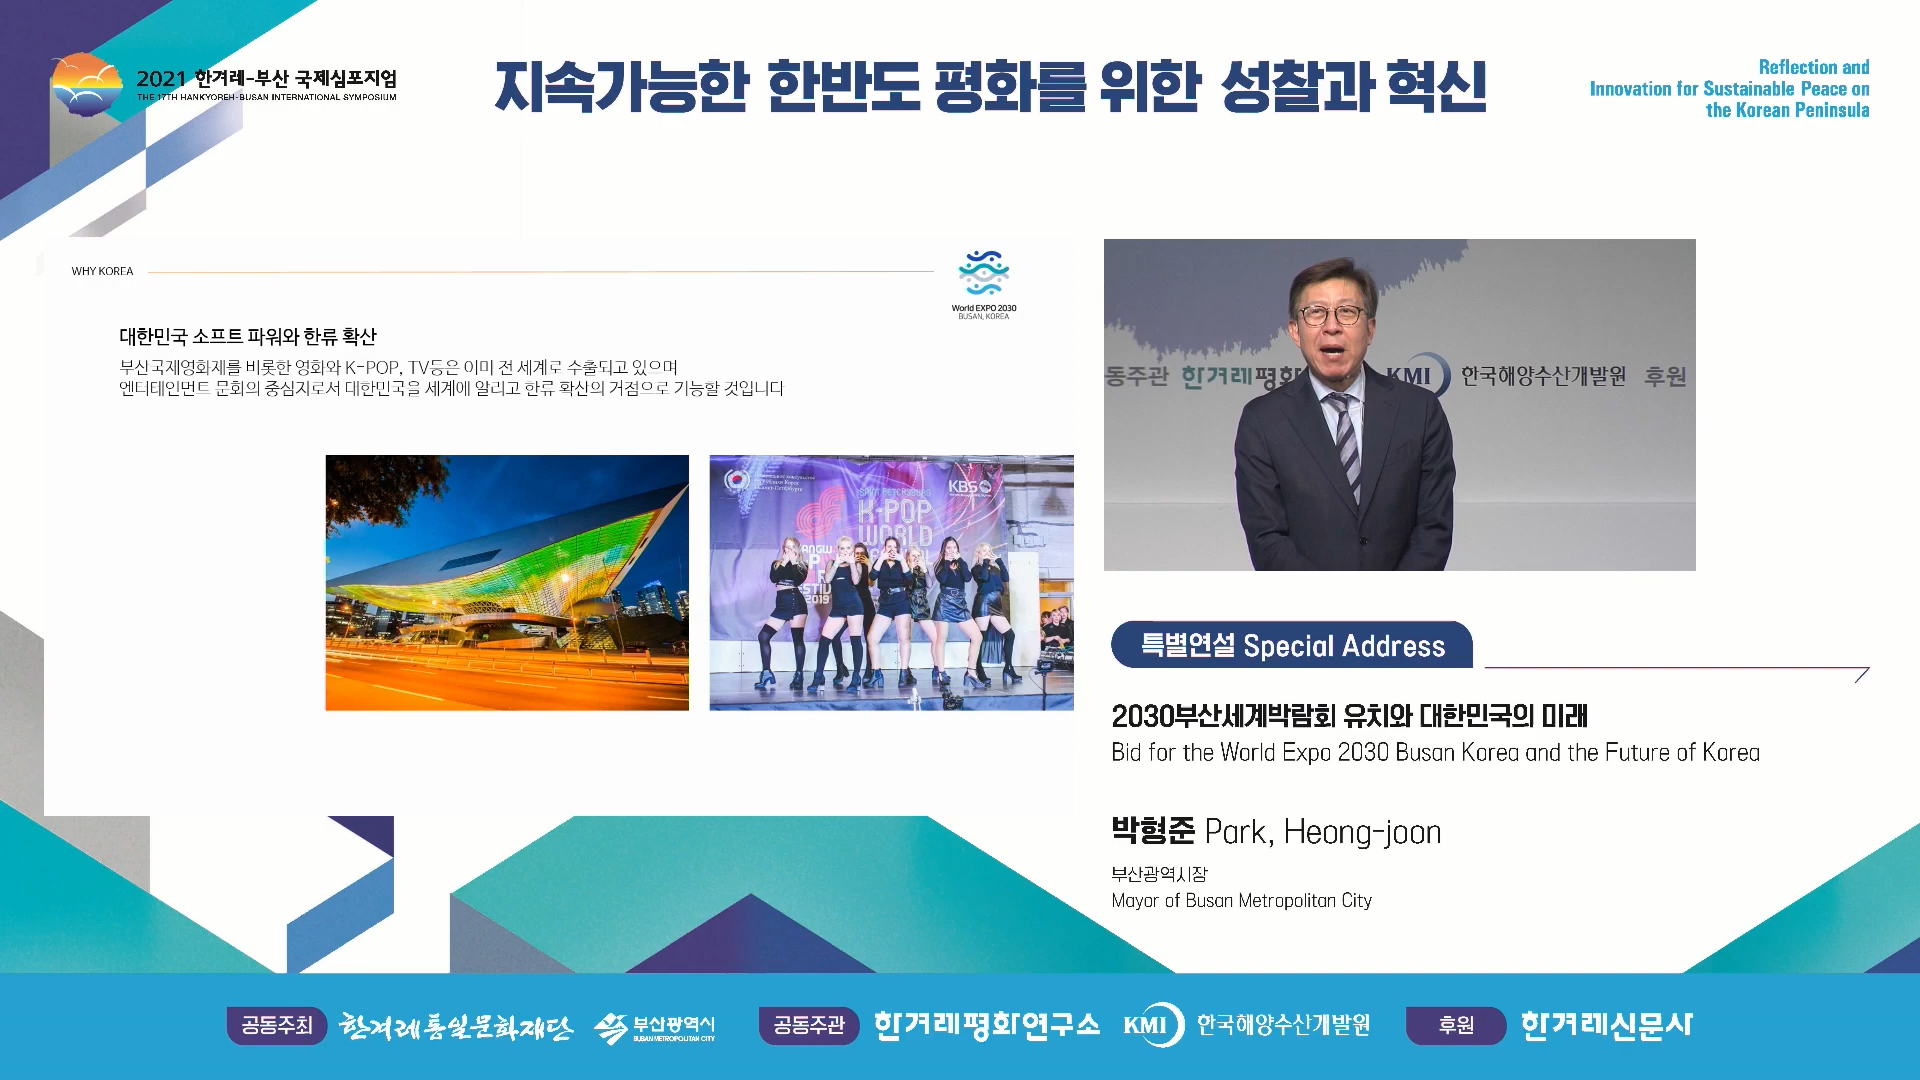 2021 한겨레-부산 국제심포지엄
THE 17TH HANKYOREH-BUSAN INTERNATIONAL SYMPOSIUM
지속가능한 한반도 평화를 위한 성찰과 혁신
Reflection and
Innovation for Sustainable Peace on
the Korean Peninsula
WHY KOREA
World EXPO 2030
BUSAN, KOREA
대한민국 소프트 파워와 한류 확산
부산국제영화제를 비롯한 영화와 K-POP, TV등은 이미 전 세계로 수출되고 있으며
엔터테인먼트 문회의 중심지로서 대한민국을 세계에 알리고 한류 확산의 거점으로 기능할 것입니다
KBS
SAINT PETERSBURG
K-POP
WORLD
2019
동주관 한겨레평화 KMI 한국해양수산개발원 후원
특별연설 Special Address
2030부산세계박람회 유치와 대한민국의 미래
Bid for the World Expo 2030 Busan Korea and the Future of Korea
박형준 Park, Heong-joon
부산광역시장
Mayor of Busan Metropolitan City
공동주최 한겨레통일문화재단 부산광역시
BUSAN METROPOLITAN CITY
공동주관 한겨레평화연구소 KMI 한국해양수산개발원
후원 한겨레신문사